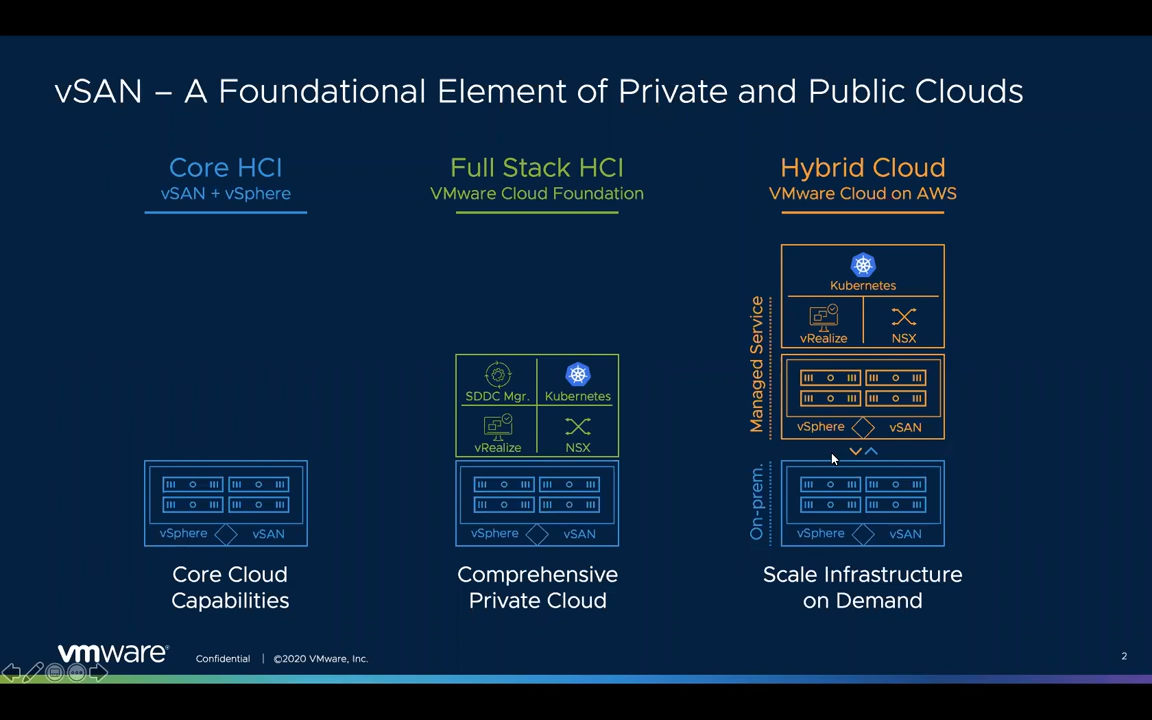 vSAN – A Foundational Element of Private and Public Clouds
Core HCI
vSAN + vSphere
Full Stack HCI
VMware Cloud Foundation
Hybrid Cloud
VMware Cloud on AWS
Kubernetes
vRealize
NSX
Managed Service
vSphere
vSAN
SDDC Mgr.
Kubernetes
vRealize
NSX
On-prem.
vSphere
vSAN
vSphere
vSAN
vSphere
vSAN
Core Cloud
Capabilities
Comprehensive
Private Cloud
Scale Infrastructure
on Demand
vmware®
Confidential | ©2020 VMware, Inc.
2